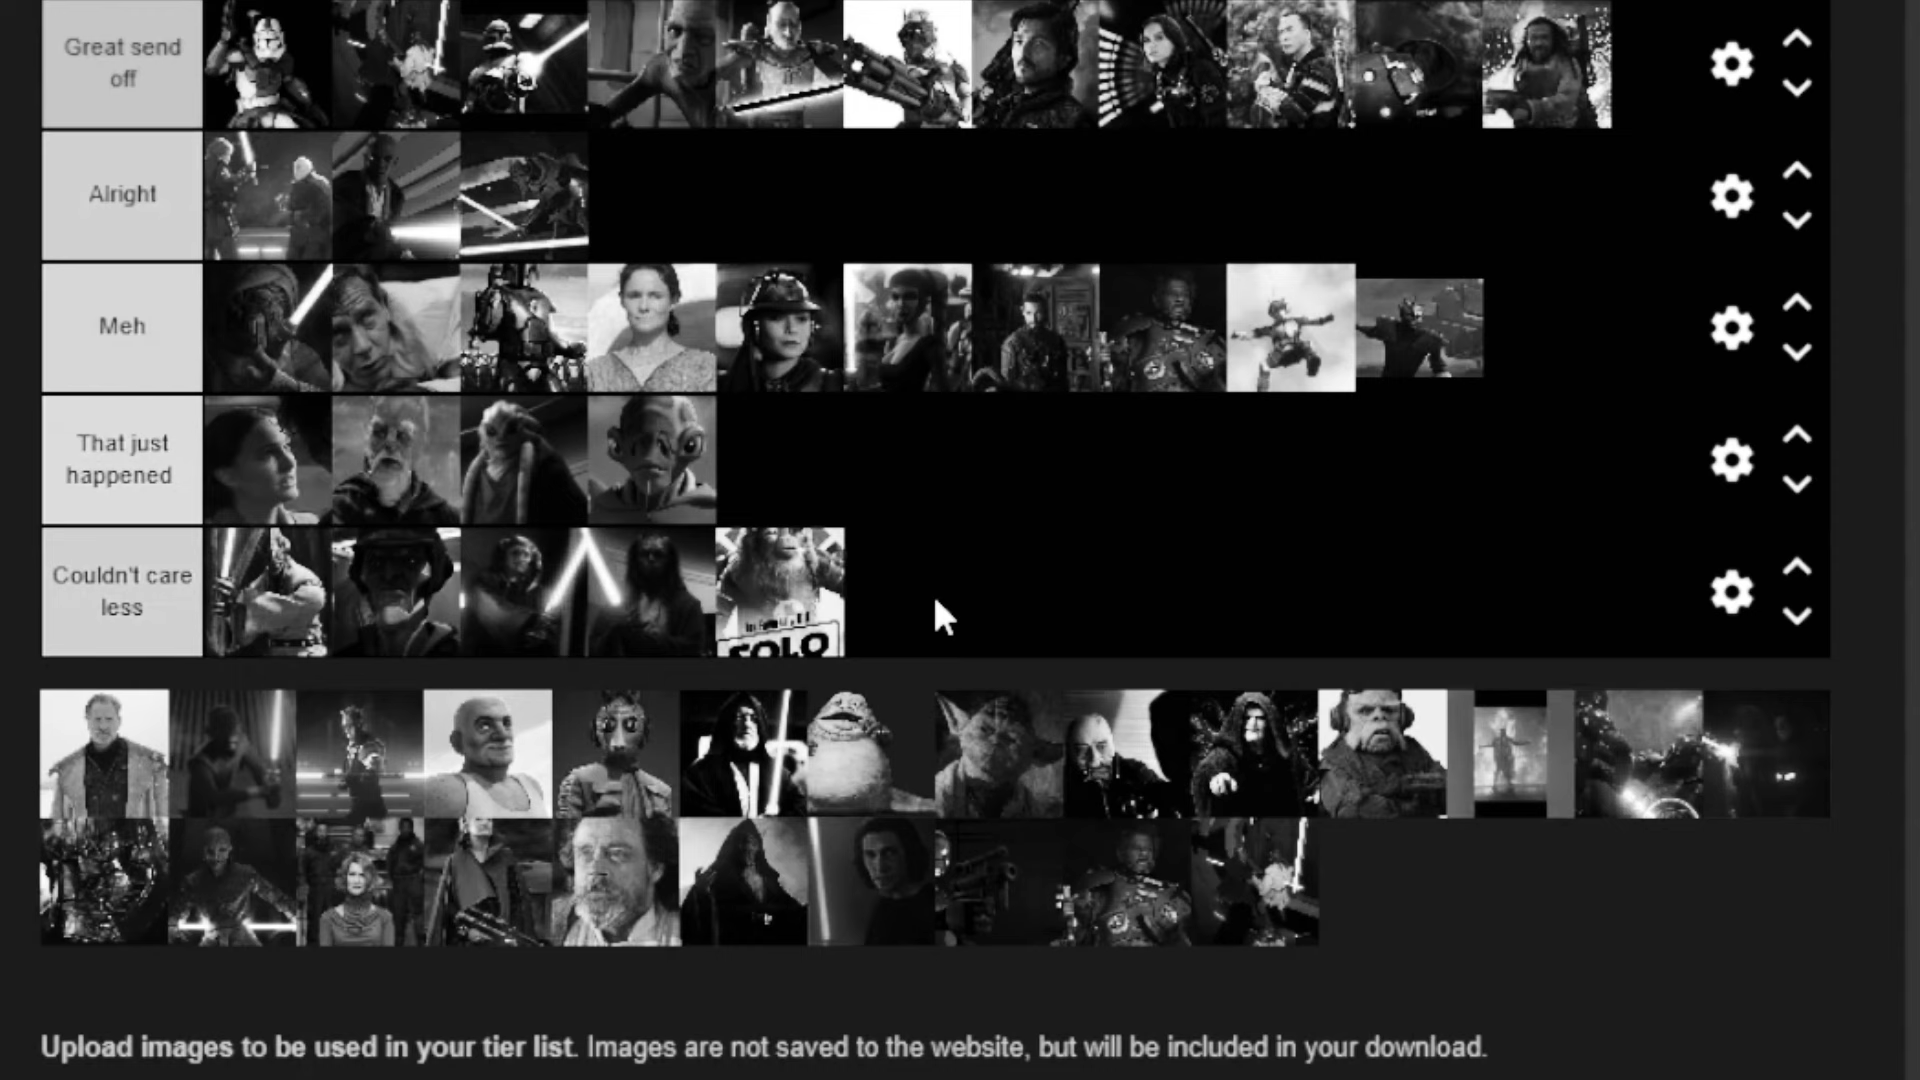 Great send
off
Alright
Meh
That just
happened
Couldn't care
less
SOLO
Upload images to be used in your tier list. Images are not saved to the website, but will be included in your download.